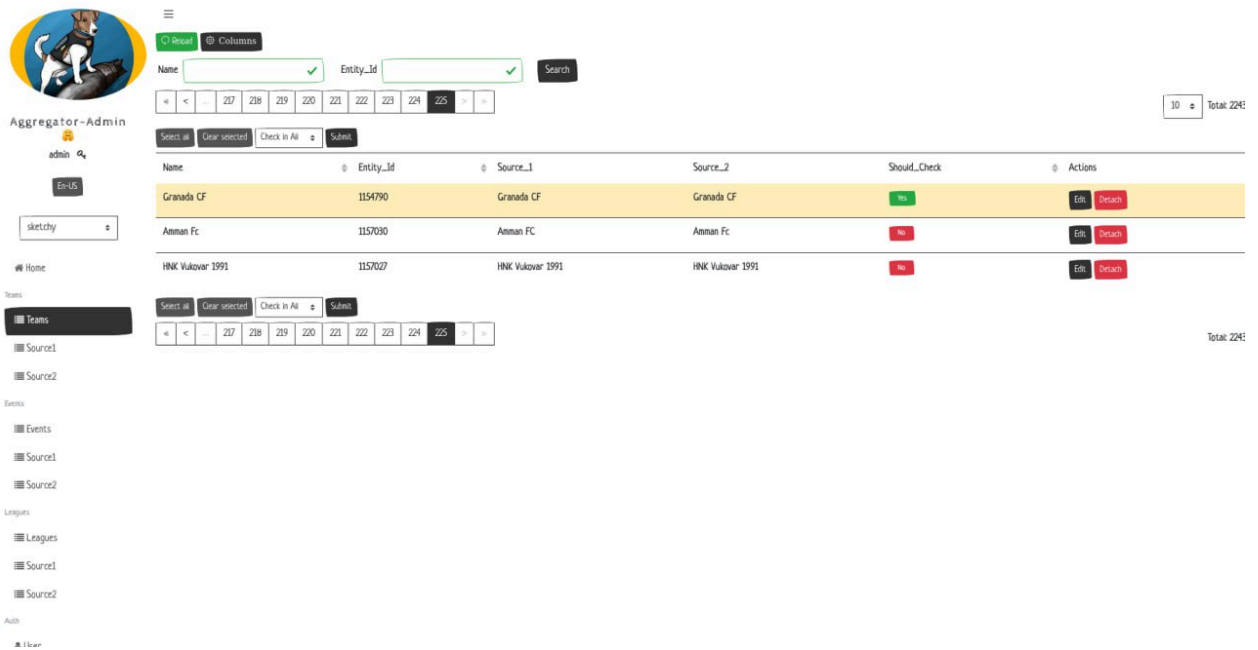 Reload Columns
Name Entity_Id Search
« < ... 217 218 219 220 221 222 223 224 225 > »
10 Total: 2243
Aggregator-Admin
admin
En-US
sketchy
Home
Teams
Teams
Source1
Source2
Events
Events
Source1
Source2
Leagues
Leagues
Source1
Source2
Auth
User
Select all Clear selected Check in All Submit
Name Entity_Id Source_1 Source_2 Should_Check Actions
Granada CF 1154790 Granada CF Granada CF Yes Edit Detach
Amman Fc 1157030 Amman FC Amman Fc No Edit Detach
HNK Vukovar 1991 1157027 HNK Vukovar 1991 HNK Vukovar 1991 No Edit Detach
Select all Clear selected Check in All Submit
« < ... 217 218 219 220 221 222 223 224 225 > »
Total: 2243